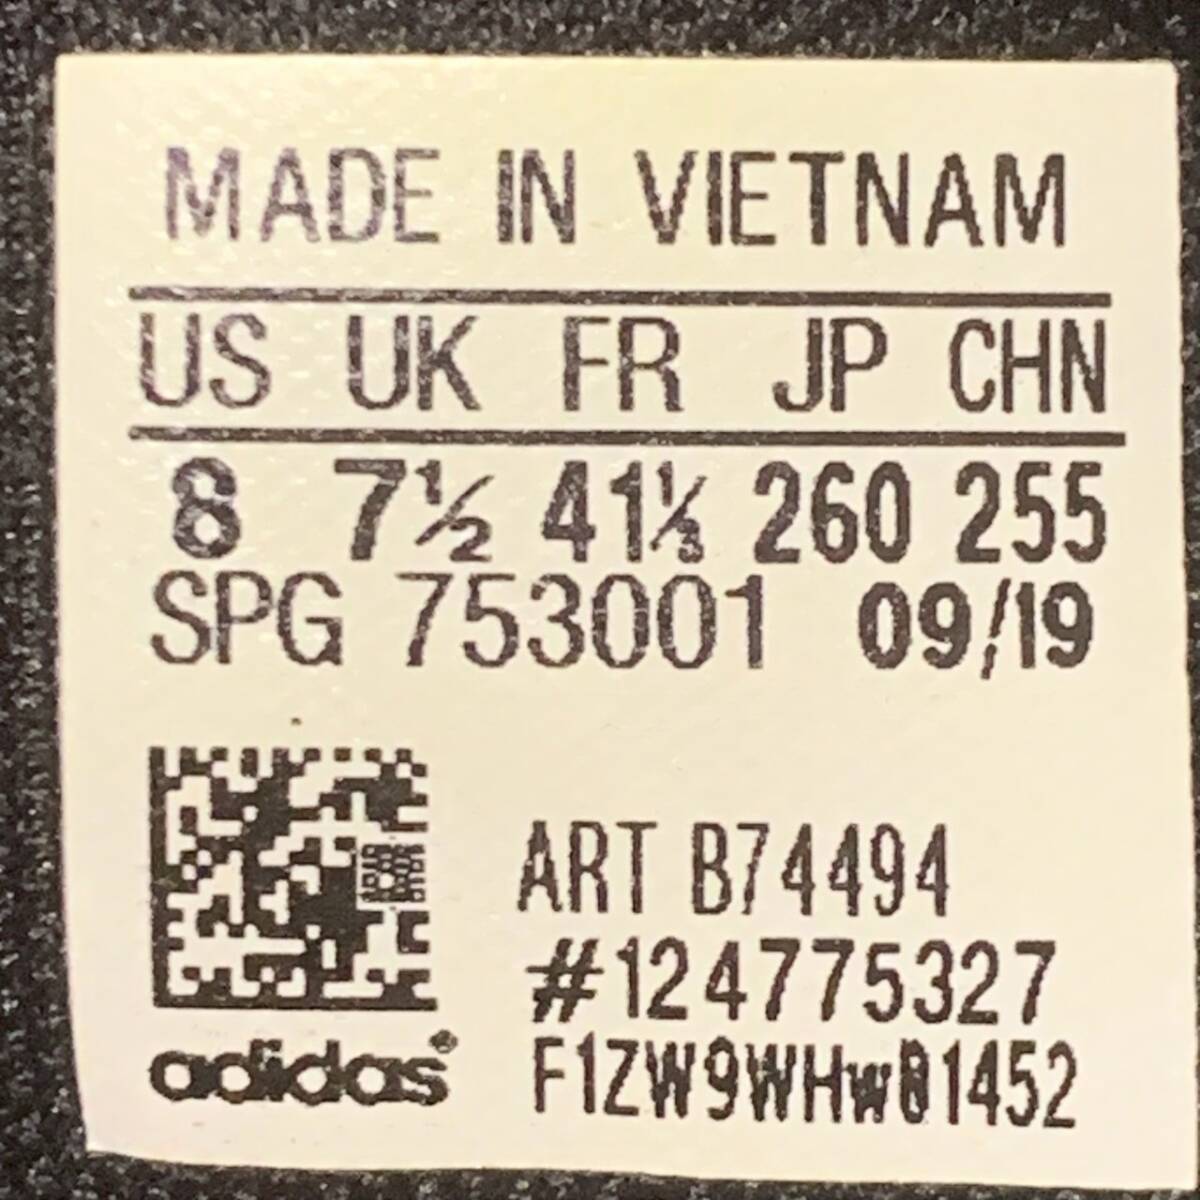 MADE IN VIETNAM
US UK FR JP CHN
8 7½ 41⅓ 260 255
SPG 753001 09/19
ART B74494
#124775327
adidas® F1ZW9WHw01452